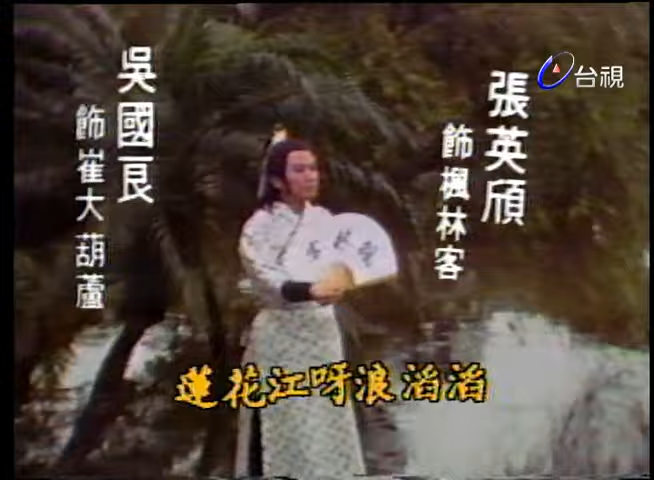 台視
張英頎
飾楓林客
吳國良
飾崔大葫蘆
蓮花江呀浪滔滔